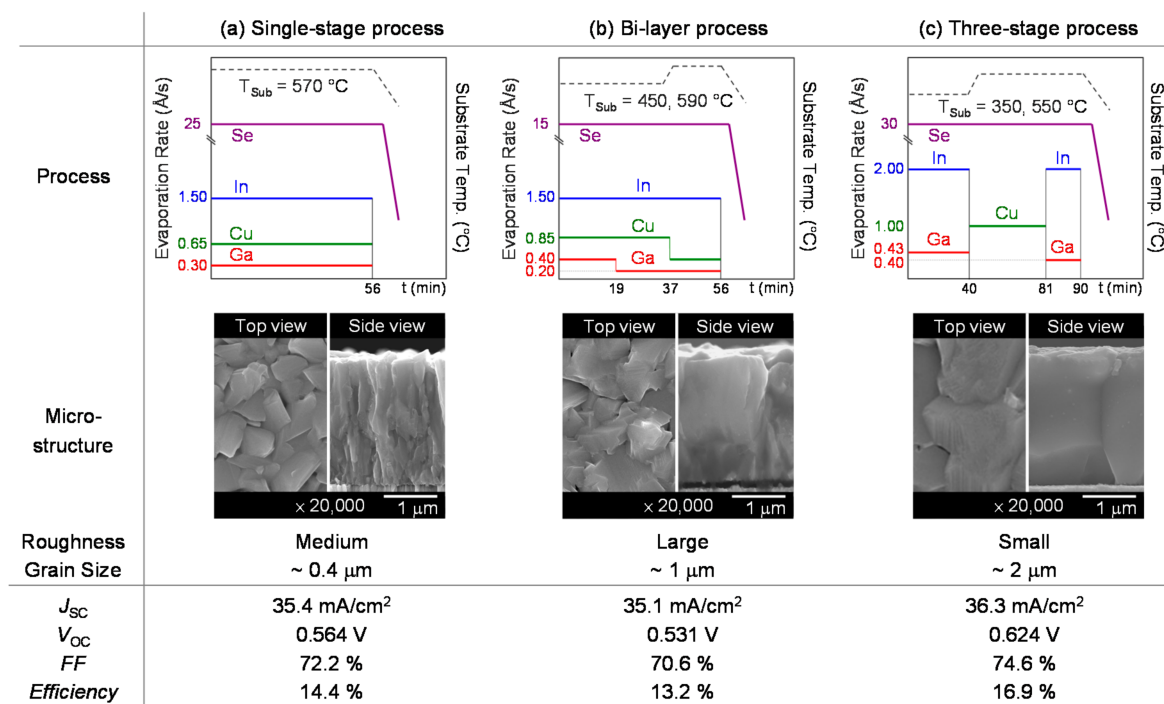 (a) Single-stage process (b) Bi-layer process (c) Three-stage process
Process
Evaporation Rate (Å/s)
Substrate Temp. (°C)
T_Sub = 570 °C
25
Se
In
1.50
Cu
0.65
Ga
0.30
56 t (min)
Evaporation Rate (Å/s)
Substrate Temp. (°C)
T_Sub = 450, 590 °C
15
Se
In
1.50
Cu
0.85
0.40 Ga
0.20
19 37 56 t (min)
Evaporation Rate (Å/s)
Substrate Temp. (°C)
T_Sub = 350, 550 °C
30
Se
In In
2.00
Cu
1.00
Ga Ga
0.43
0.40
40 81 90 t (min)
Micro-
structure
Top view Side view
× 20,000 1 μm
Top view Side view
× 20,000 1 μm
Top view Side view
× 20,000 1 μm
Roughness Medium Large Small
Grain Size ~ 0.4 μm ~ 1 μm ~ 2 μm
J_SC 35.4 mA/cm² 35.1 mA/cm² 36.3 mA/cm²
V_OC 0.564 V 0.531 V 0.624 V
FF 72.2 % 70.6 % 74.6 %
Efficiency 14.4 % 13.2 % 16.9 %